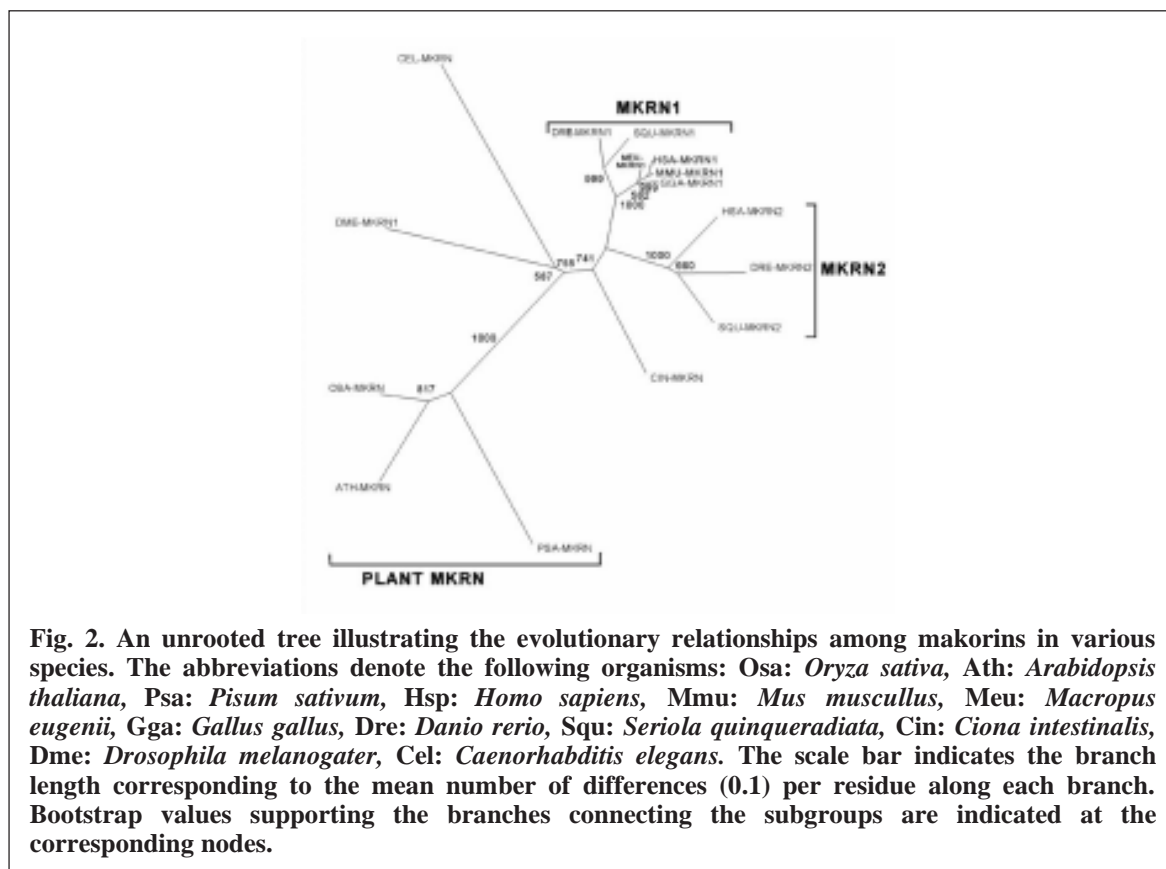 CEL-MKRN
MKRN1
DRE-MKRN1 SQU-MKRN1
MEU-
MKRN1
HSA-MKRN1
MMU-MKRN1
GGA-MKRN1
1000
HSA-MKRN2
DME-MKRN1
1000
DRE-MKRN2
MKRN2
741
567
SQU-MKRN2
1000
CIN-MKRN
OSA-MKRN
ATH-MKRN
PSA-MKRN
PLANT MKRN
Fig. 2. An unrooted tree illustrating the evolutionary relationships among makorins in various
species. The abbreviations denote the following organisms: Osa: Oryza sativa, Ath: Arabidopsis
thaliana, Psa: Pisum sativum, Hsp: Homo sapiens, Mmu: Mus muscullus, Meu: Macropus
eugenii, Gga: Gallus gallus, Dre: Danio rerio, Squ: Seriola quinqueradiata, Cin: Ciona intestinalis,
Dme: Drosophila melanogater, Cel: Caenorhabditis elegans. The scale bar indicates the branch
length corresponding to the mean number of differences (0.1) per residue along each branch.
Bootstrap values supporting the branches connecting the subgroups are indicated at the
corresponding nodes.